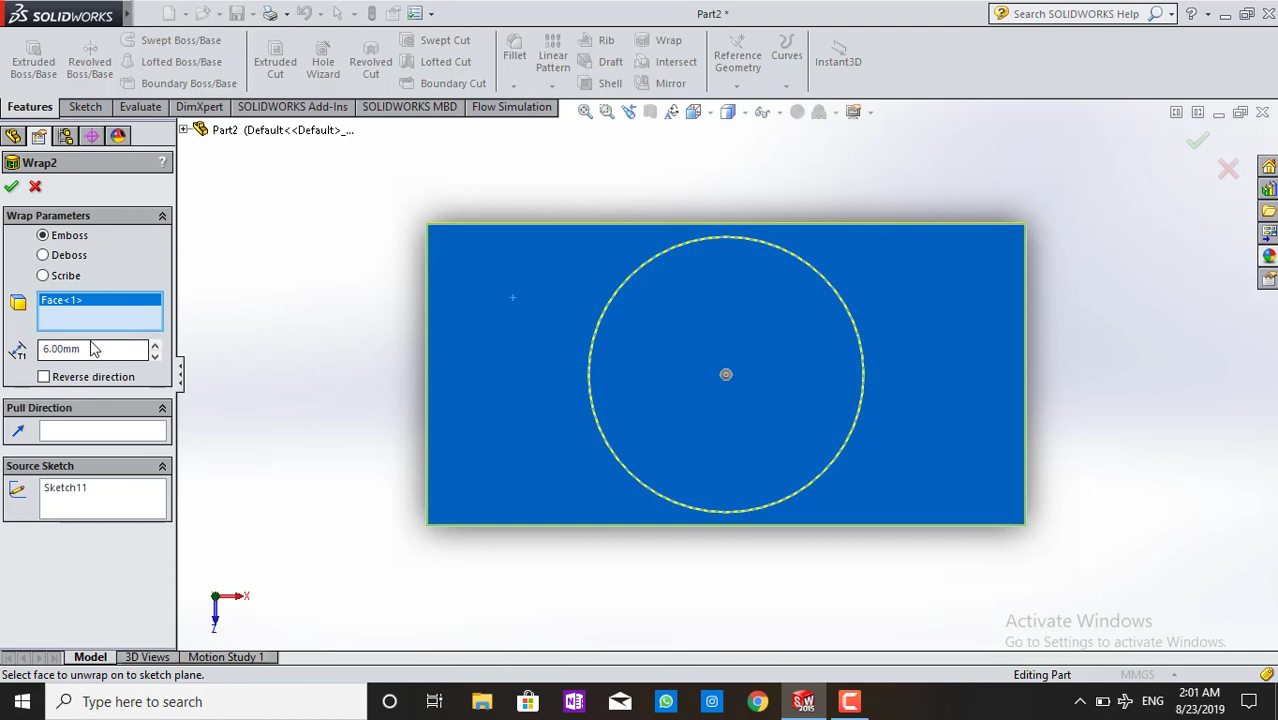 SOLIDWORKS
Part2 *
Search SOLIDWORKS Help
Extruded Boss/Base
Revolved Boss/Base
Swept Boss/Base
Lofted Boss/Base
Boundary Boss/Base
Extruded Cut
Hole Wizard
Revolved Cut
Swept Cut
Lofted Cut
Boundary Cut
Fillet
Linear Pattern
Rib
Draft
Shell
Wrap
Intersect
Mirror
Reference Geometry
Curves
Instant3D
Features
Sketch
Evaluate
DimXpert
SOLIDWORKS Add-Ins
SOLIDWORKS MBD
Flow Simulation
Part2 (Default<<Default>_...
Wrap2
?
Wrap Parameters
Emboss
Deboss
Scribe
Face<1>
T1
6.00mm
Reverse direction
Pull Direction
Source Sketch
Sketch11
X
Z
Activate Windows
Go to Settings to activate Windows.
Model
3D Views
Motion Study 1
Select face to unwrap on to sketch plane.
Editing Part
MMGS
Type here to search
SW
2015
ENG
2:01 AM
8/23/2019